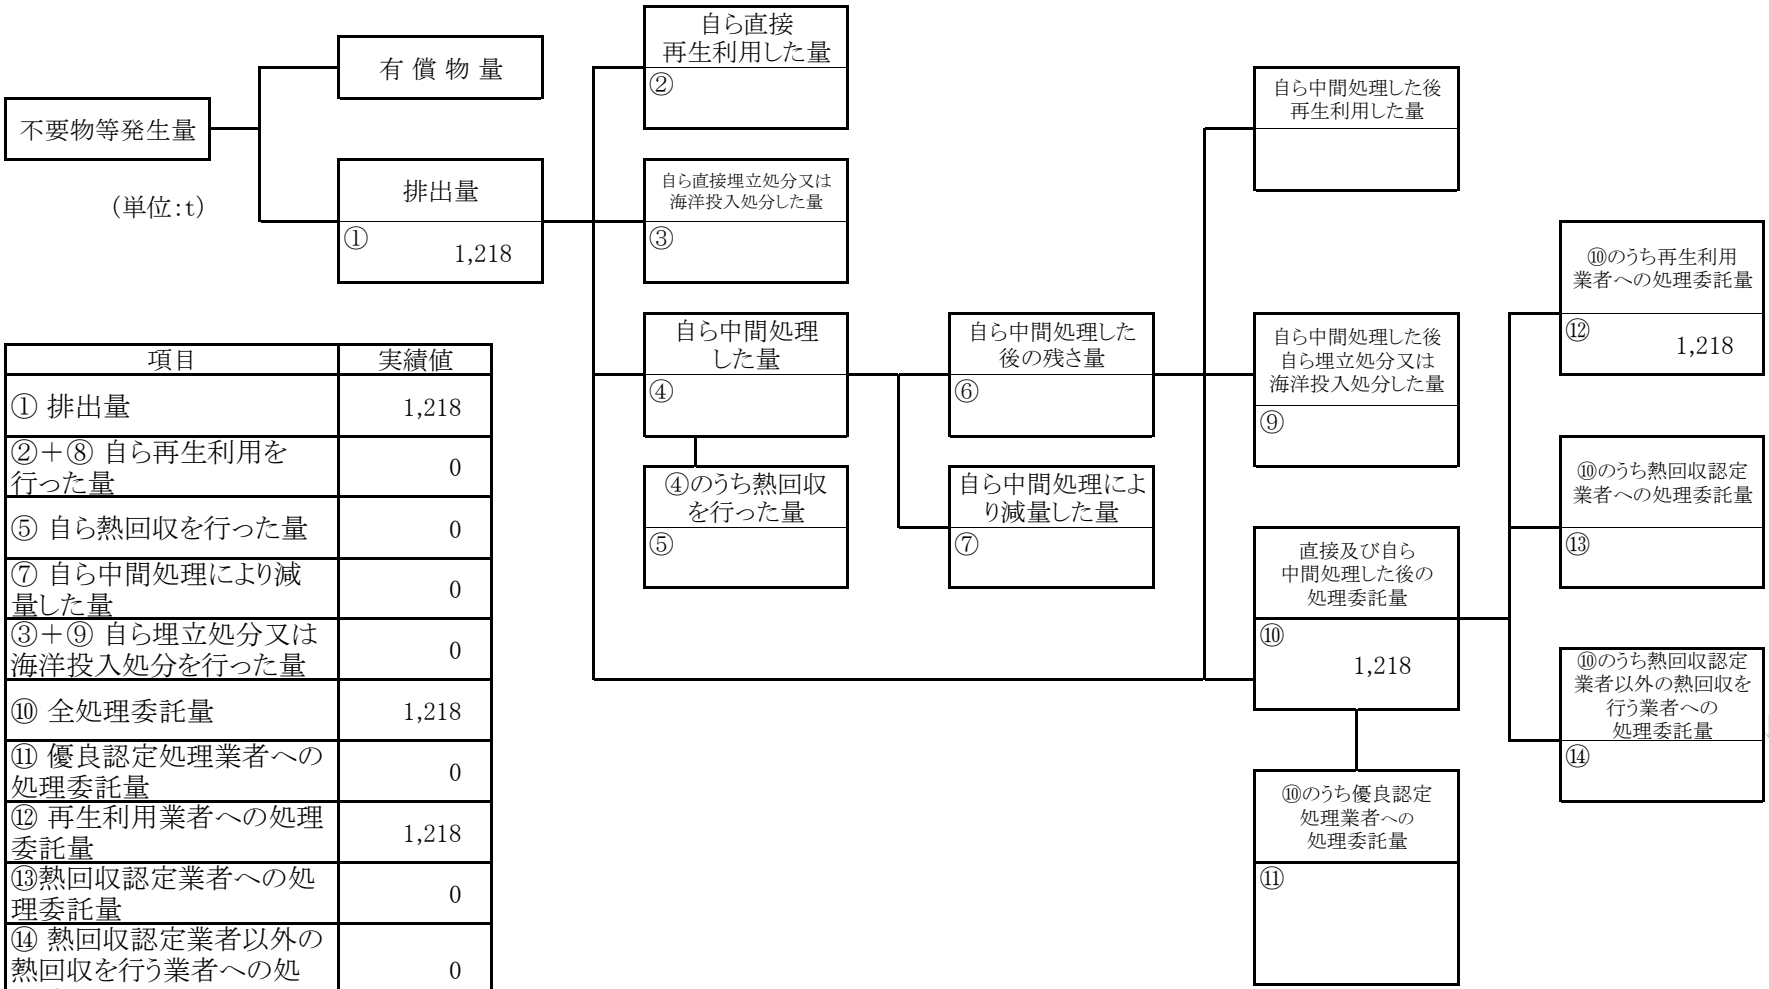 不要物等発生量
(単位:t)
有 償 物 量
排出量
①
1,218
自ら直接
再生利用した量
②
自ら直接埋立処分又は
海洋投入処分した量
③
自ら中間処理
した量
④
④のうち熱回収
を行った量
⑤
自ら中間処理した
後の残さ量
⑥
自ら中間処理によ
り減量した量
⑦
自ら中間処理した後
再生利用した量
自ら中間処理した後
自ら埋立処分又は
海洋投入処分した量
⑨
直接及び自ら
中間処理した後の
処理委託量
⑩
1,218
⑩のうち優良認定
処理業者への
処理委託量
⑪
⑩のうち再生利用
業者への処理委託量
⑫
1,218
⑩のうち熱回収認定
業者への処理委託量
⑬
⑩のうち熱回収認定
業者以外の熱回収を
行う業者への
処理委託量
⑭
項目 実績値
① 排出量 1,218
②+⑧ 自ら再生利用を
行った量 0
⑤ 自ら熱回収を行った量 0
⑦ 自ら中間処理により減
量した量 0
③+⑨ 自ら埋立処分又は
海洋投入処分を行った量 0
⑩ 全処理委託量 1,218
⑪ 優良認定処理業者への
処理委託量 0
⑫ 再生利用業者への処理
委託量 1,218
⑬熱回収認定業者への処
理委託量 0
⑭ 熱回収認定業者以外の
熱回収を行う業者への処 0